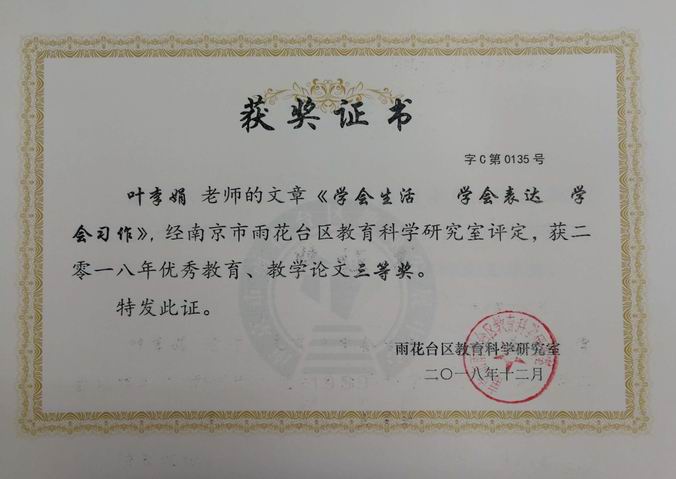 获奖证书
字C第0135号
叶李娟 老师的文章《学会生活 学会表达 学
会习作》，经南京市雨花台区教育科学研究室评定，获二
零一八年优秀教育、教学论文三等奖。
特发此证。
雨花台区教育科学研究室
二〇一八年十二月